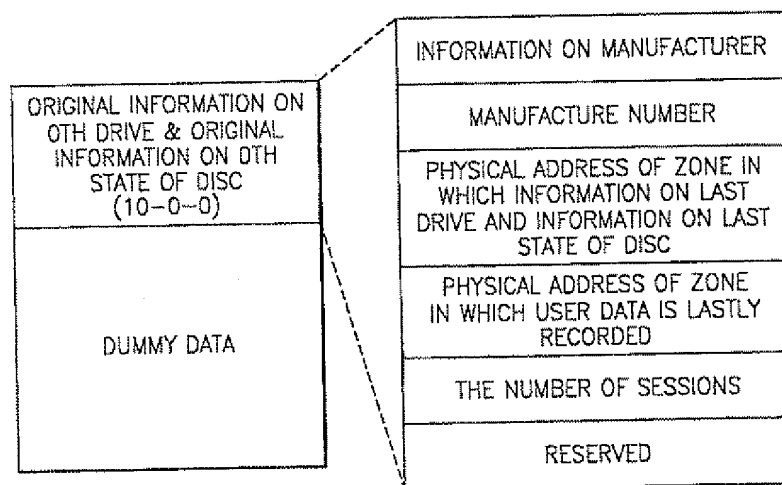 ORIGINAL INFORMATION ON
0TH DRIVE & ORIGINAL
INFORMATION ON 0TH
STATE OF DISC
(10-0-0)
DUMMY DATA
INFORMATION ON MANUFACTURER
MANUFACTURE NUMBER
PHYSICAL ADDRESS OF ZONE IN
WHICH INFORMATION ON LAST
DRIVE AND INFORMATION ON LAST
STATE OF DISC
PHYSICAL ADDRESS OF ZONE
IN WHICH USER DATA IS LASTLY
RECORDED
THE NUMBER OF SESSIONS
RESERVED